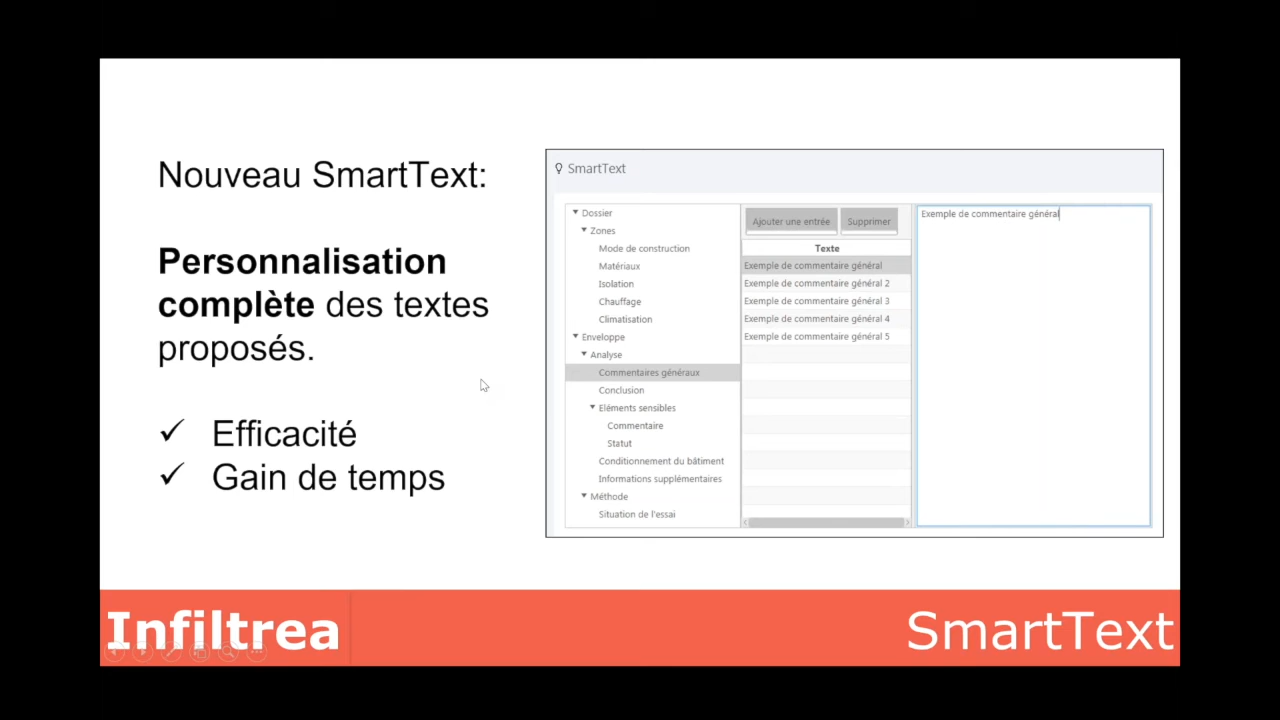 Nouveau SmartText:
Personnalisation
complète des textes
proposés.
✓ Efficacité
✓ Gain de temps
SmartText
Dossier
Zones
Mode de construction
Matériaux
Isolation
Chauffage
Climatisation
Enveloppe
Analyse
Commentaires généraux
Conclusion
Eléments sensibles
Commentaire
Statut
Conditionnement du bâtiment
Informations supplémentaires
Méthode
Situation de l'essai
Ajouter une entrée
Supprimer
Texte
Exemple de commentaire général
Exemple de commentaire général 2
Exemple de commentaire général 3
Exemple de commentaire général 4
Exemple de commentaire général 5
Exemple de commentaire général
Infiltrea
SmartText